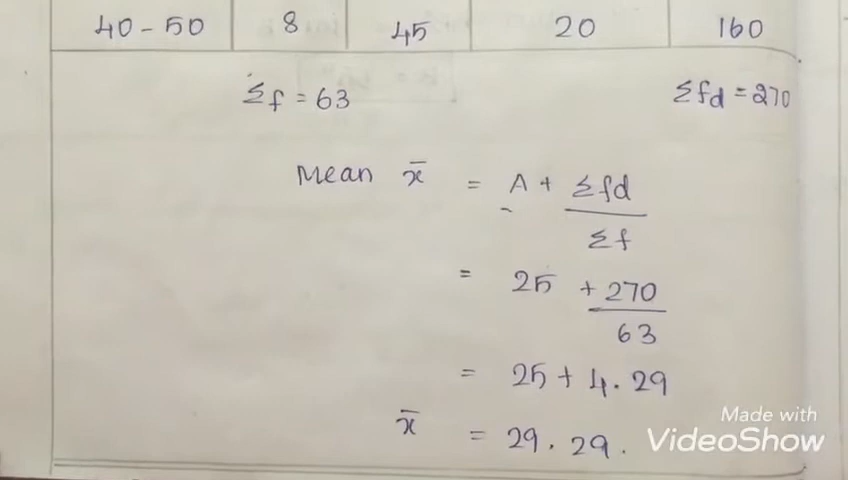 40-50 8 45 20 160
Σf = 63 Σfd = 270
Mean x̄ = A + Σfd
Σf
= 25 + 270
63
= 25 + 4.29
x̄ = 29.29.
Made with
VideoShow